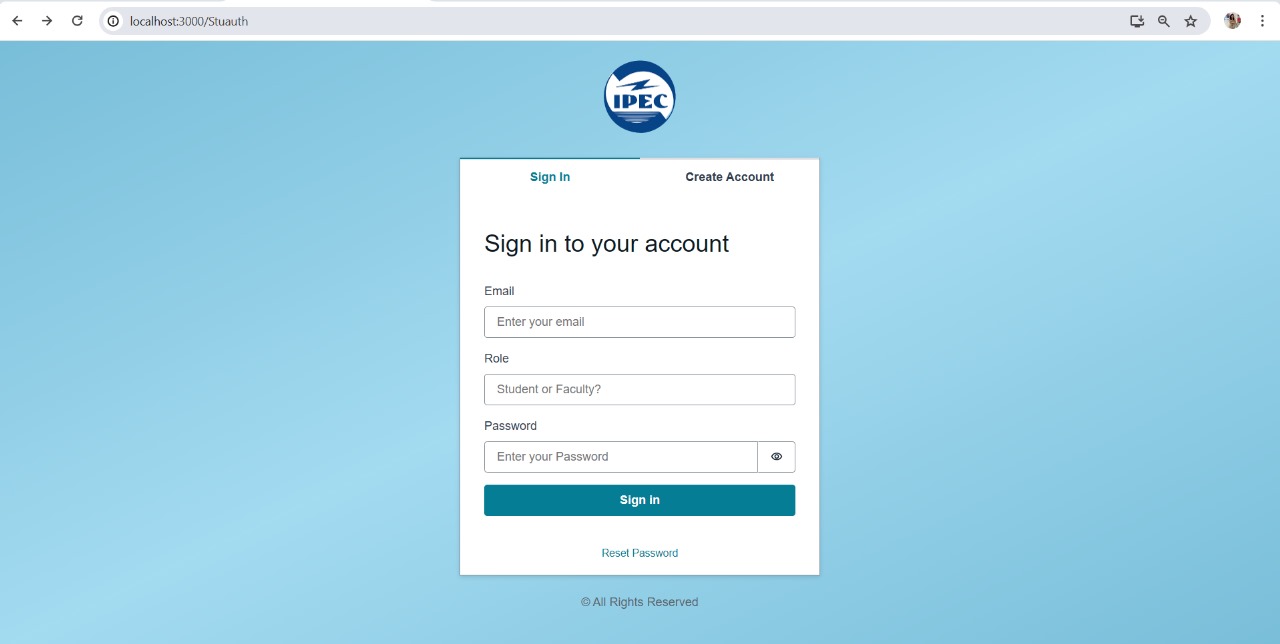 localhost:3000/Stuauth
IPEC
Sign In Create Account
Sign in to your account
Email
Enter your email
Role
Student or Faculty?
Password
Enter your Password
Sign in
Reset Password
© All Rights Reserved